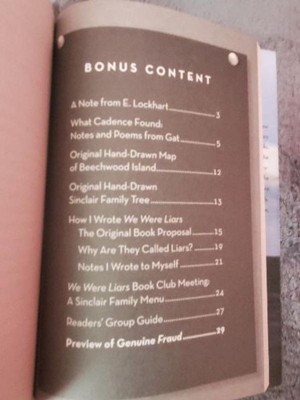 BONUS CONTENT
A Note from E. Lockhart 3
What Cadence Found:
Notes and Poems from Gat 5
Original Hand-Drawn Map
of Beechwood Island 12
Original Hand-Drawn
Sinclair Family Tree 13
How I Wrote We Were Liars
The Original Book Proposal 15
Why Are They Called Liars? 19
Notes I Wrote to Myself 21
We Were Liars Book Club Meeting:
A Sinclair Family Menu 24
Readers' Group Guide 27
Preview of Genuine Fraud 29